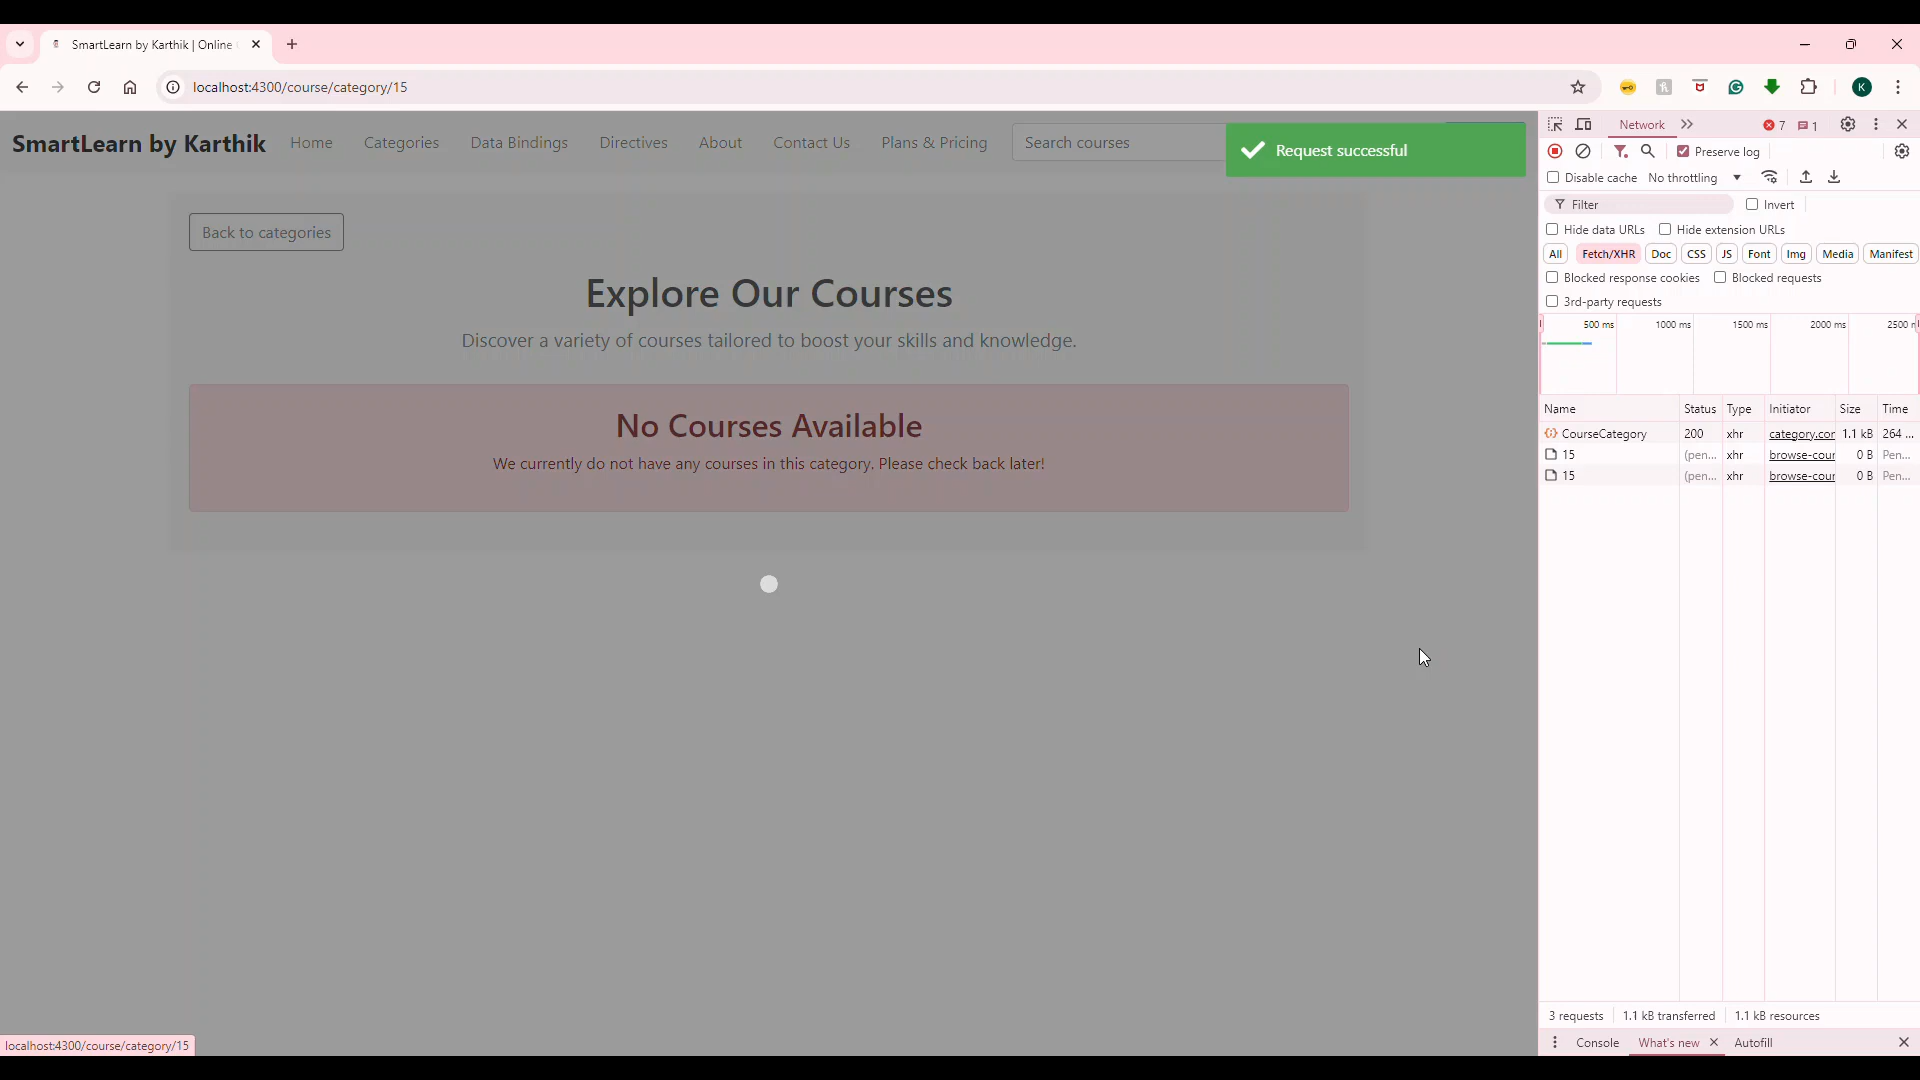 SmartLearn by Karthik | Online
localhost:4300/course/category/15
K
SmartLearn by Karthik Home Categories Data Bindings Directives About Contact Us Plans & Pricing Search courses
Request successful
Back to categories
Explore Our Courses
Discover a variety of courses tailored to boost your skills and knowledge.
No Courses Available
We currently do not have any courses in this category. Please check back later!
localhost:4300/course/category/15
Network 7 1
Preserve log
Disable cache No throttling
Filter Invert
Hide data URLs Hide extension URLs
All Fetch/XHR Doc CSS JS Font Img Media Manifest
Blocked response cookies Blocked requests
3rd-party requests
500 ms 1000 ms 1500 ms 2000 ms 2500 m
Name Status Type Initiator Size Time
CourseCategory 200 xhr category.cor 1.1 kB 264 ...
15 (pen... xhr browse-cour 0 B Pen...
15 (pen... xhr browse-cour 0 B Pen...
3 requests 1.1 kB transferred 1.1 kB resources
Console What's new Autofill